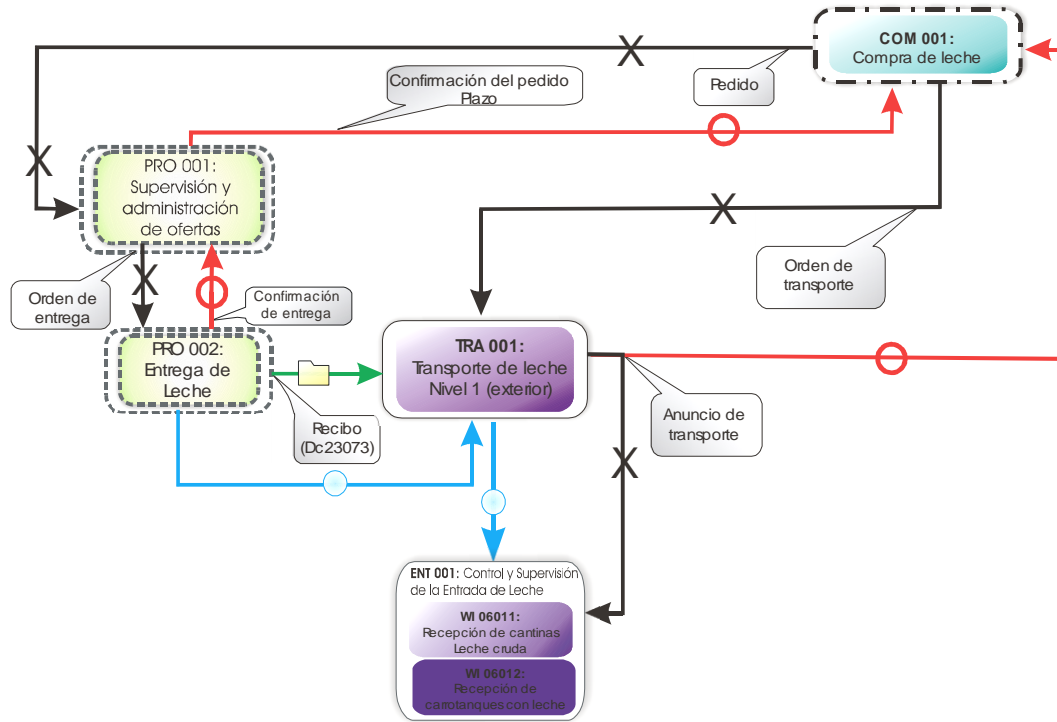 COM 001:
Compra de leche
Confirmación del pedido
Plazo
Pedido
PRO 001:
Supervisión y
administración
de ofertas
Orden de
entrega
Confirmación
de entrega
Orden de
transporte
PRO 002:
Entrega de
Leche
TRA 001:
Transporte de leche
Nivel 1 (exterior)
Recibo
(Dc23073)
Anuncio de
transporte
ENT 001: Control y Supervisión
de la Entrada de Leche
WI 06011:
Recepción de cantinas
Leche cruda
WI 06012:
Recepción de
carrotanques con leche